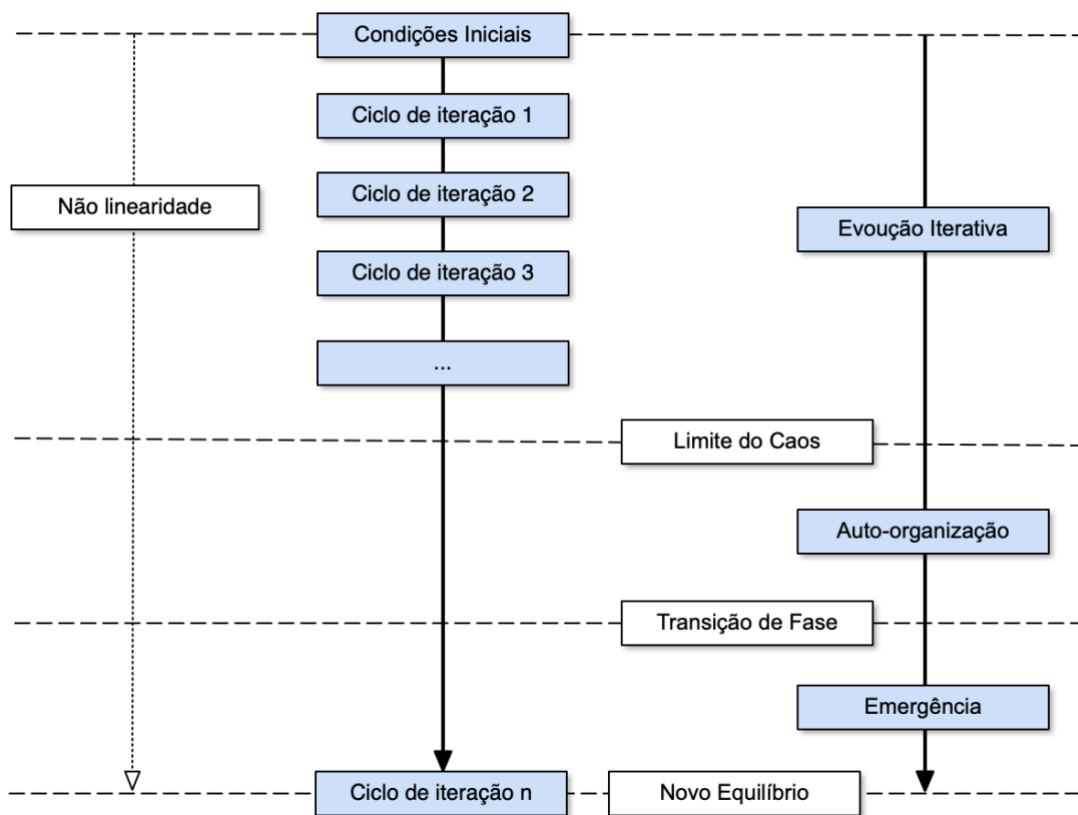 Condições Iniciais
Ciclo de iteração 1
Ciclo de iteração 2
Não linearidade
Evoução Iterativa
Ciclo de iteração 3
...
Limite do Caos
Auto-organização
Transição de Fase
Emergência
Ciclo de iteração n
Novo Equilíbrio